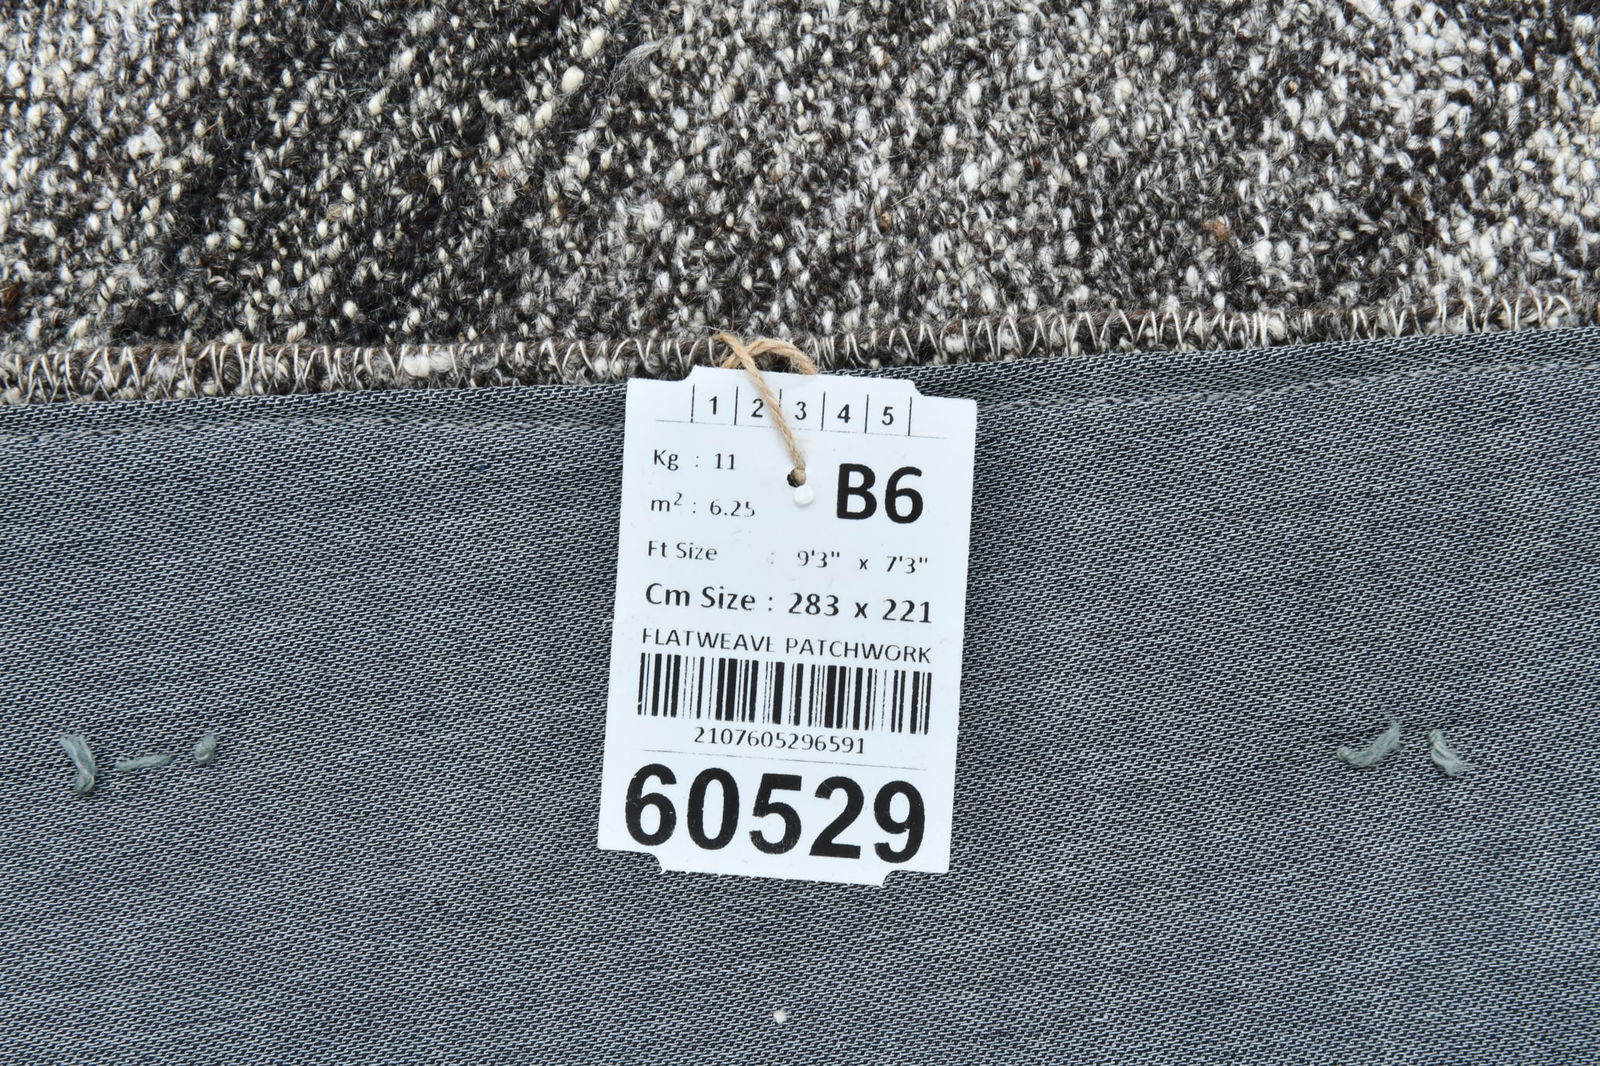 1 2 3 4 5
Kg : 11
B6
m² : 6.25
Ft Size : 9'3" x 7'3"
Cm Size : 283 x 221
FLATWEAVE PATCHWORK
2107605296591
60529